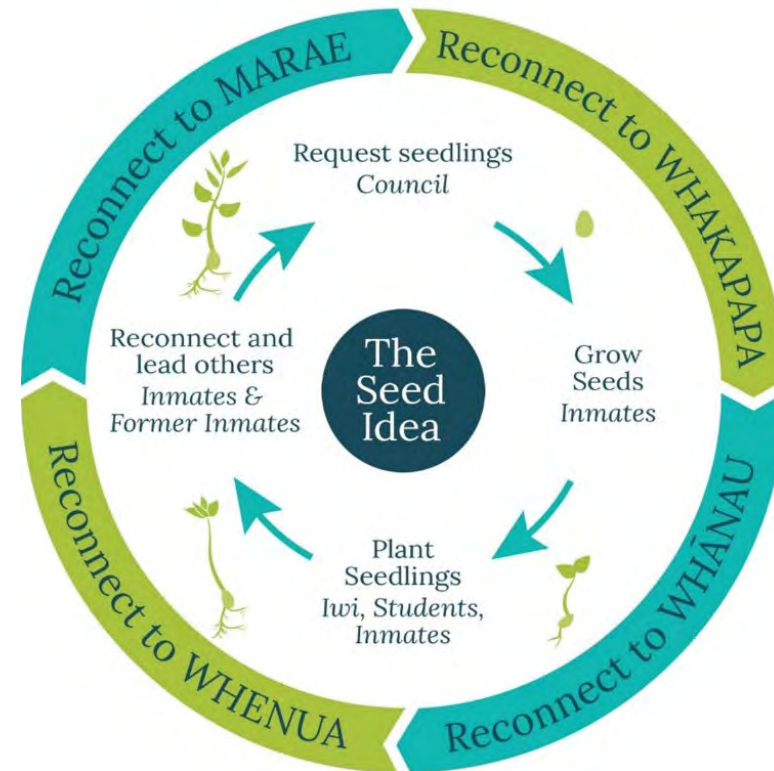 Reconnect to MARAE
Reconnect to WHAKAPAPA
Reconnect to WHĀNAU
Reconnect to WHENUA
Request seedlings
Council
Grow
Seeds
Inmates
Plant
Seedlings
Iwi, Students,
Inmates
Reconnect and
lead others
Inmates &
Former Inmates
The
Seed
Idea